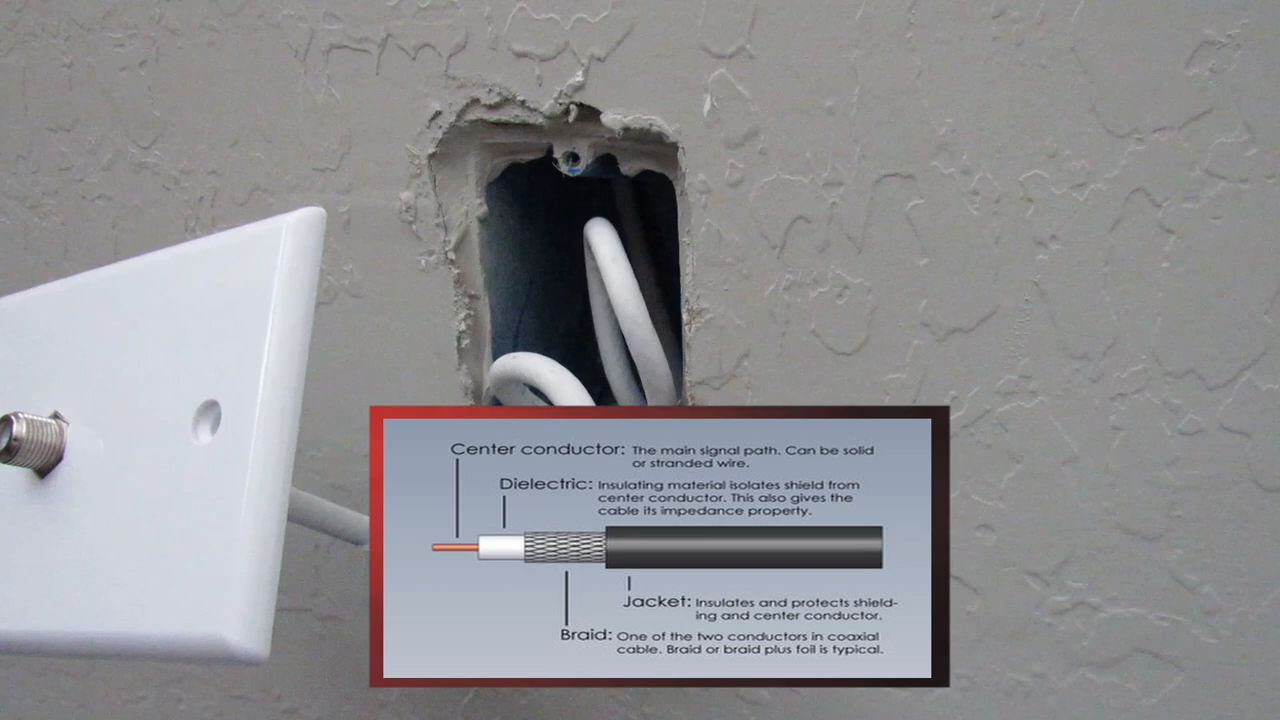 Center conductor: The main signal path. Can be solid
or stranded wire.
Dielectric: Insulating material isolates shield from
center conductor. This also gives the
cable its impedance property.
Jacket: Insulates and protects shield-
ing and center conductor.
Braid: One of the two conductors in coaxial
cable. Braid or braid plus foil is typical.